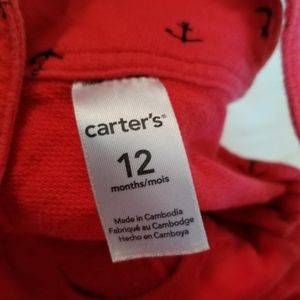 carter's®
12
months/mois
Made in Cambodia
Fabriqué au Cambodge
Hecho en Camboya